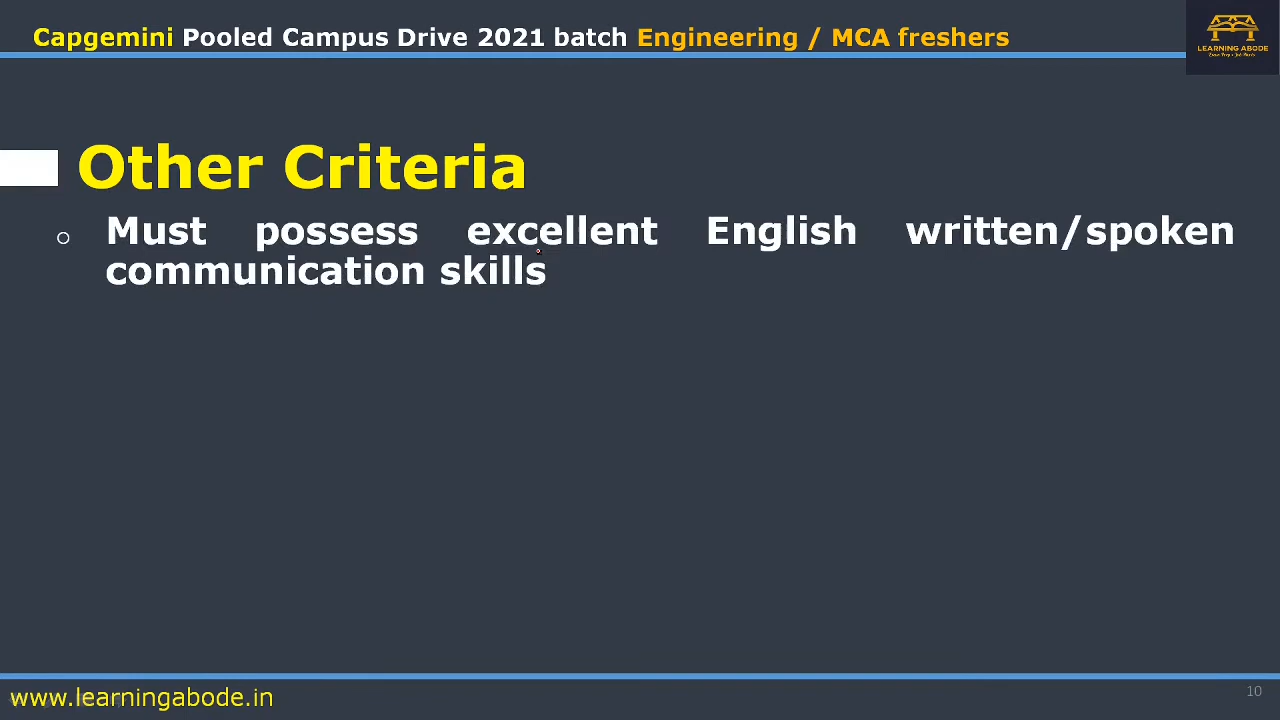 Capgemini Pooled Campus Drive 2021 batch Engineering / MCA freshers
LEARNING ABODE
Other Criteria
Must possess excellent English written/spoken
communication skills
www.learningabode.in
10